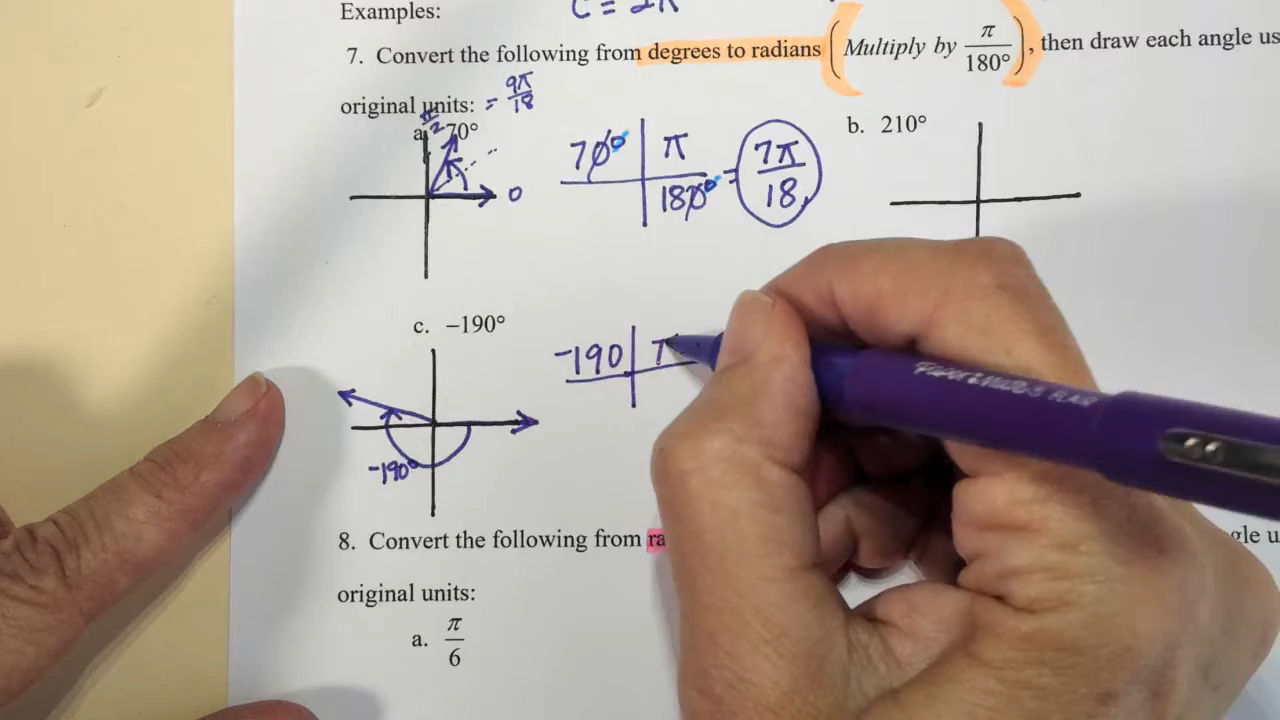 Examples:
C = 2π
7. Convert the following from degrees to radians (Multiply by π/180°), then draw each angle us
original units: = 9π/18
π/2
a. 70°
70° | π
180° = 7π/18
0
b. 210°
c. −190°
-190 | π
-190°
8. Convert the following from ra
gle u
original units:
a. π/6